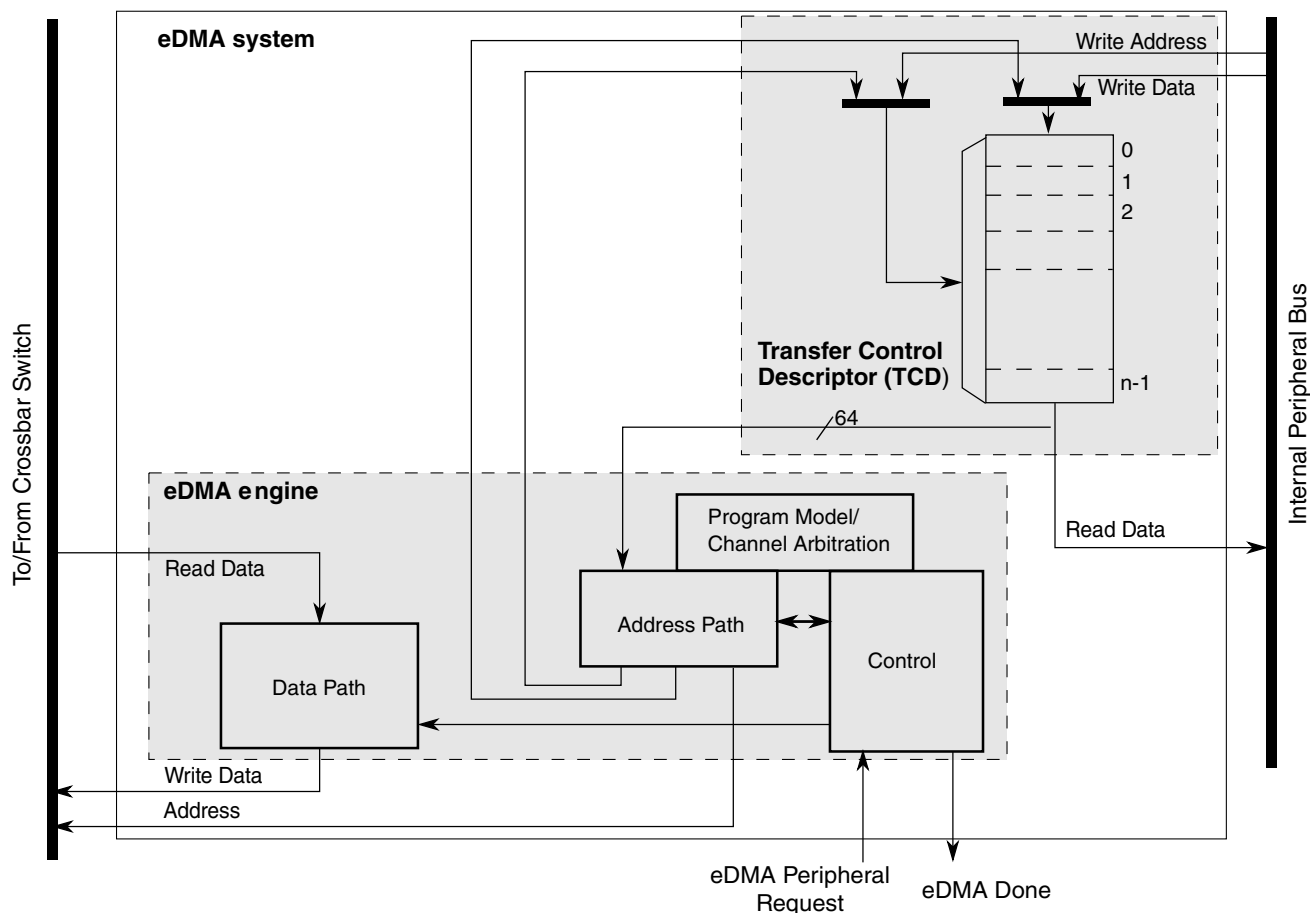 eDMA system
Write Address
Write Data
0
1
2
n-1
Transfer Control
Descriptor (TCD)
64
To/From Crossbar Switch
Internal Peripheral Bus
eDMA engine
Program Model/
Channel Arbitration
Read Data
Read Data
Address Path
Control
Data Path
Write Data
Address
eDMA Peripheral
Request
eDMA Done